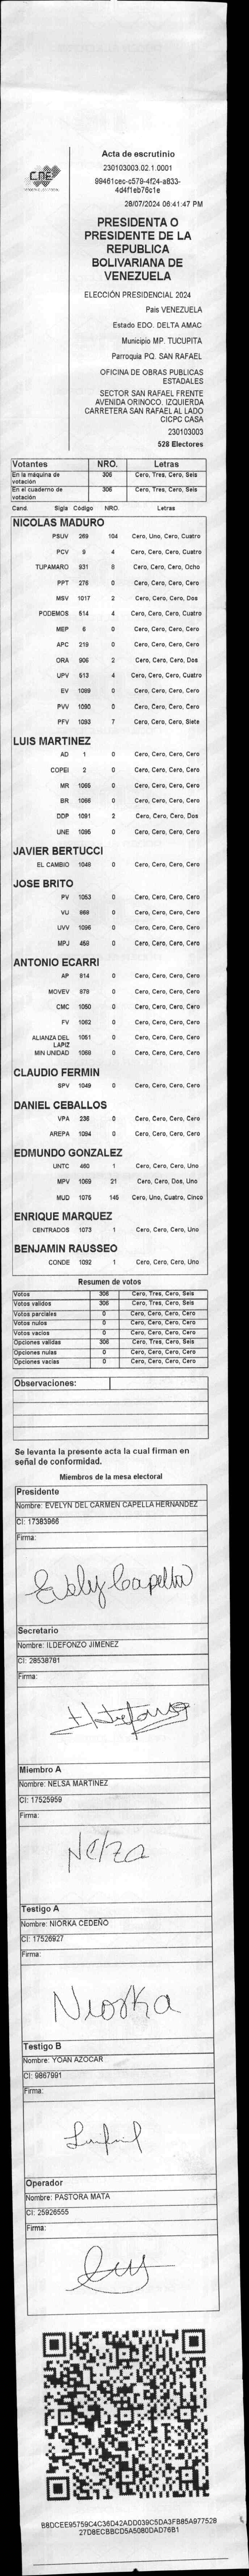 CNE
Acta de escrutinio
230103003.02.1.0001
99461cec-c579-4f24-a833-
4d4f1eb76c1e
28/07/2024 06:41:47 PM
PRESIDENTA O
PRESIDENTE DE LA
REPUBLICA
BOLIVARIANA DE
VENEZUELA
ELECCIÓN PRESIDENCIAL 2024
Pais VENEZUELA
Estado EDO. DELTA AMAC
Municipio MP. TUCUPITA
Parroquia PQ. SAN RAFAEL
OFICINA DE OBRAS PUBLICAS
ESTADALES
SECTOR SAN RAFAEL FRENTE
AVENIDA ORINOCO. IZQUIERDA
CARRETERA SAN RAFAEL AL LADO
CICPC CASA
230103003
528 Electores
Votantes NRO. Letras
En la máquina de votación 306 Cero, Tres, Cero, Seis
En el cuaderno de votación 306 Cero, Tres, Cero, Seis
Cand. Sigla Código NRO. Letras
NICOLAS MADURO
PSUV 269 104 Cero, Uno, Cero, Cuatro
PCV 9 4 Cero, Cero, Cero, Cuatro
TUPAMARO 931 8 Cero, Cero, Cero, Ocho
PPT 276 0 Cero, Cero, Cero, Cero
MSV 1017 2 Cero, Cero, Cero, Dos
PODEMOS 514 4 Cero, Cero, Cero, Cuatro
MEP 6 0 Cero, Cero, Cero, Cero
APC 219 0 Cero, Cero, Cero, Cero
ORA 906 2 Cero, Cero, Cero, Dos
UPV 613 4 Cero, Cero, Cero, Cuatro
EV 1089 0 Cero, Cero, Cero, Cero
PVV 1090 0 Cero, Cero, Cero, Cero
PFV 1093 7 Cero, Cero, Cero, Siete
LUIS MARTINEZ
AD 1 0 Cero, Cero, Cero, Cero
COPEI 2 0 Cero, Cero, Cero, Cero
MR 1065 0 Cero, Cero, Cero, Cero
BR 1068 0 Cero, Cero, Cero, Cero
DDP 1091 2 Cero, Cero, Cero, Dos
UNE 1095 0 Cero, Cero, Cero, Cero
JAVIER BERTUCCI
EL CAMBIO 1048 0 Cero, Cero, Cero, Cero
JOSE BRITO
PV 1053 0 Cero, Cero, Cero, Cero
VU 868 0 Cero, Cero, Cero, Cero
UVV 1096 0 Cero, Cero, Cero, Cero
MPJ 458 0 Cero, Cero, Cero, Cero
ANTONIO ECARRI
AP 814 0 Cero, Cero, Cero, Cero
MOVEV 878 0 Cero, Cero, Cero, Cero
CMC 1050 0 Cero, Cero, Cero, Cero
FV 1062 0 Cero, Cero, Cero, Cero
ALIANZA DEL LAPIZ 1051 0 Cero, Cero, Cero, Cero
MIN UNIDAD 1068 0 Cero, Cero, Cero, Cero
CLAUDIO FERMIN
SPV 1049 0 Cero, Cero, Cero, Cero
DANIEL CEBALLOS
VPA 236 0 Cero, Cero, Cero, Cero
AREPA 1094 0 Cero, Cero, Cero, Cero
EDMUNDO GONZALEZ
UNTC 460 1 Cero, Cero, Cero, Uno
MPV 1069 21 Cero, Cero, Dos, Uno
MUD 1075 145 Cero, Uno, Cuatro, Cinco
ENRIQUE MARQUEZ
CENTRADOS 1073 1 Cero, Cero, Cero, Uno
BENJAMIN RAUSSEO
CONDE 1092 1 Cero, Cero, Cero, Uno
Resumen de votos
Votos 306 Cero, Tres, Cero, Seis
Votos validos 306 Cero, Tres, Cero, Seis
Votos parciales 0 Cero, Cero, Cero, Cero
Votos nulos 0 Cero, Cero, Cero, Cero
Votos vacios 0 Cero, Cero, Cero, Cero
Opciones validas 306 Cero, Tres, Cero, Seis
Opciones nulas 0 Cero, Cero, Cero, Cero
Opciones vacias 0 Cero, Cero, Cero, Cero
Observaciones:
Se levanta la presente acta la cual firman en
señal de conformidad.
Miembros de la mesa electoral
Presidente
Nombre: EVELYN DEL CARMEN CAPELLA HERNANDEZ
CI: 17383966
Firma:
Secretario
Nombre: ILDEFONZO JIMENEZ
CI: 28538781
Firma:
Miembro A
Nombre: NELSA MARTINEZ
CI: 17525959
Firma:
Nelza
Testigo A
Nombre: NIORKA CEDEÑO
CI: 17526927
Firma:
Niorka
Testigo B
Nombre: YOAN AZOCAR
CI: 9867991
Firma:
Operador
Nombre: PASTORA MATA
CI: 25926555
Firma:
B8DCEE95759C4C36D42ADD039C5DA3FB85A977528
27D8ECBBCD5A5080DAD76B1